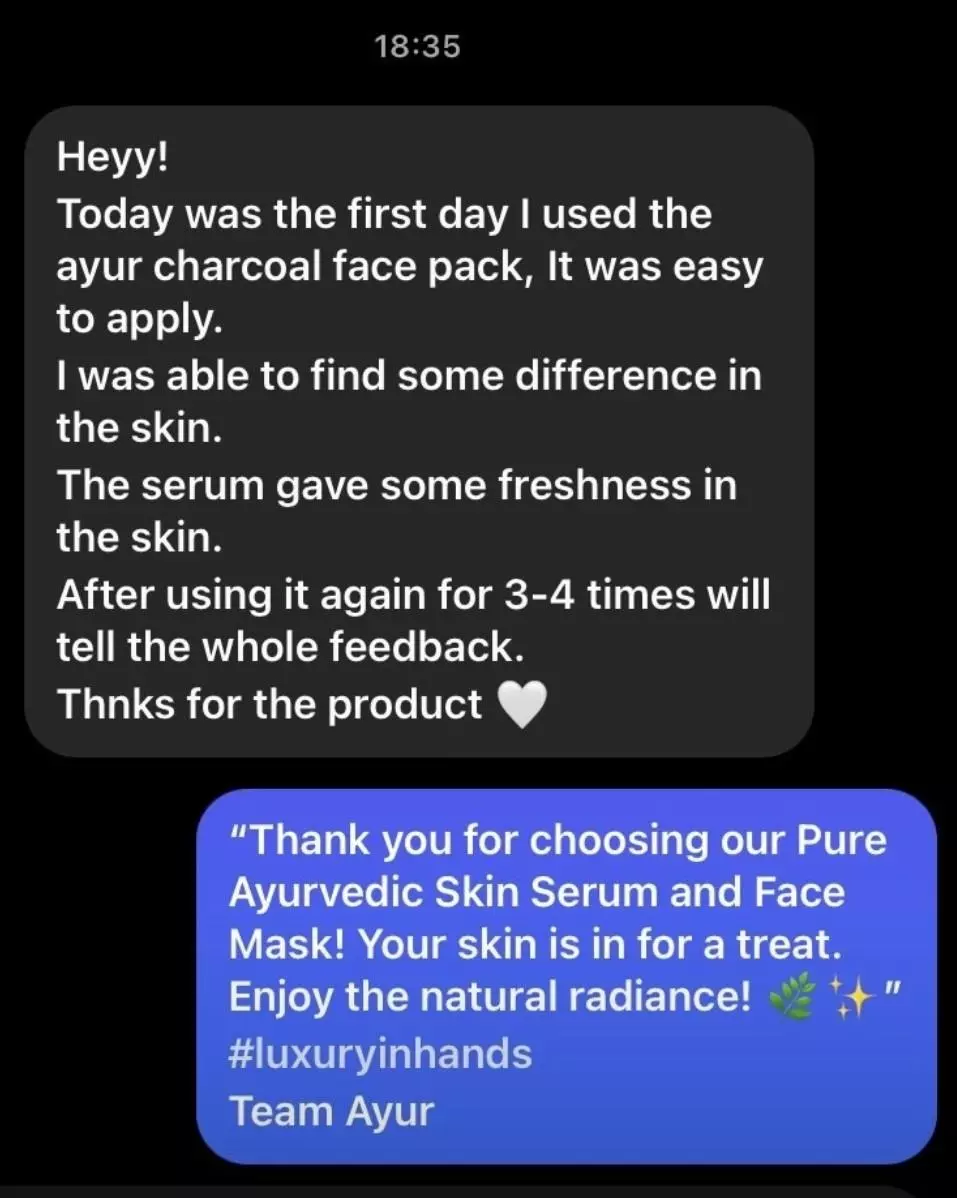 18:35
Heyy!
Today was the first day I used the
ayur charcoal face pack, It was easy
to apply.
I was able to find some difference in
the skin.
The serum gave some freshness in
the skin.
After using it again for 3-4 times will
tell the whole feedback.
Thnks for the product 🤍
“Thank you for choosing our Pure
Ayurvedic Skin Serum and Face
Mask! Your skin is in for a treat.
Enjoy the natural radiance! 🌿✨”
#luxuryinhands
Team Ayur